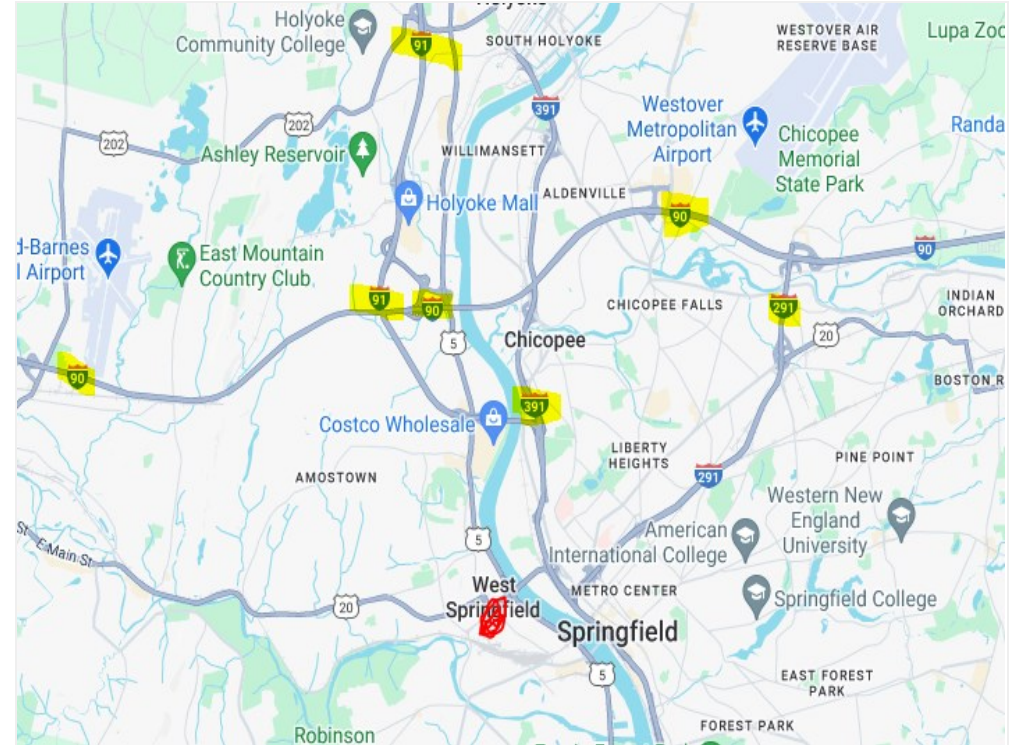 Holyoke
Holyoke
Community College
91
SOUTH HOLYOKE
WESTOVER AIR
RESERVE BASE
Lupa Zoo
391
Westover
Metropolitan
Airport
202
202
Ashley Reservoir
WILLIMANSETT
Chicopee
Memorial
State Park
Randa
ALDENVILLE
Holyoke Mall
90
90
d-Barnes
l Airport
East Mountain
Country Club
91
90
CHICOPEE FALLS
291
INDIAN
ORCHARD
20
5
Chicopee
90
BOSTON R
391
Costco Wholesale
LIBERTY
HEIGHTS
PINE POINT
AMOSTOWN
291
Western New
England
University
St
E Main St
5
American
International College
West
Springfield
METRO CENTER
20
Springfield College
Springfield
5
EAST FOREST
PARK
FOREST PARK
Robinson